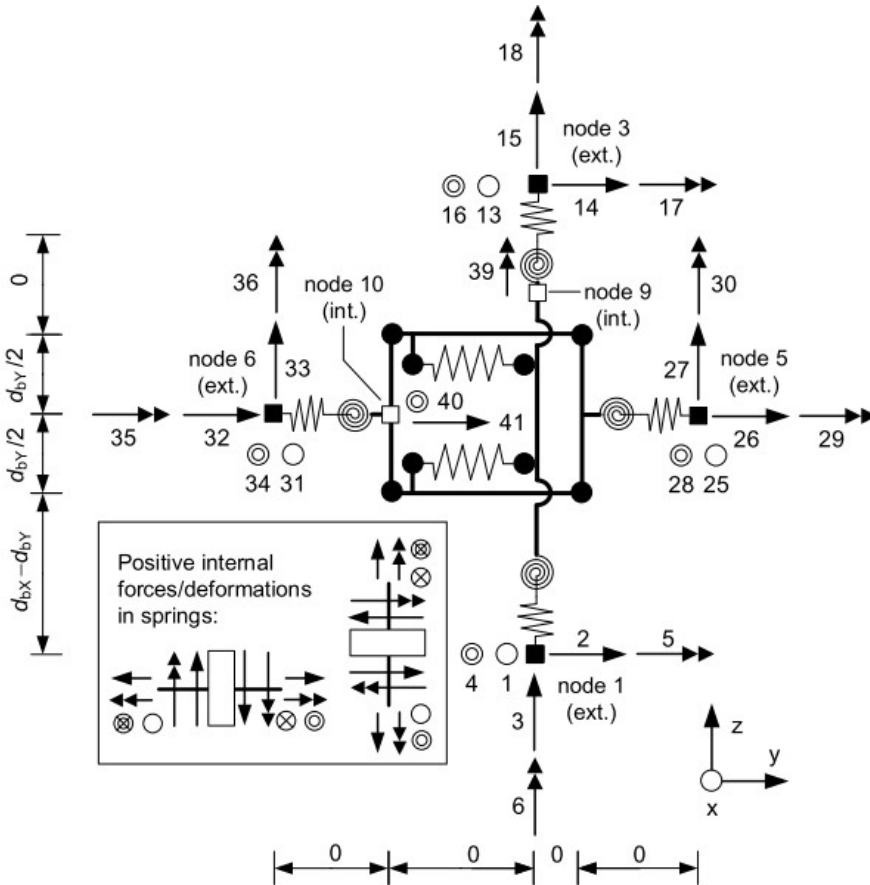 18
15
node 3
(ext.)
16 13
14 17
36
node 10
(int.)
39
node 9
(int.)
30
0
d_bY/2
d_bY/2
d_bX−d_bY
node 6
(ext.)
33
27
node 5
(ext.)
40
35 32
41
26 29
34 31
28 25
Positive internal
forces/deformations
in springs:
2 5
4 1
node 1
(ext.)
3
z
y
x
6
0 0 0 0